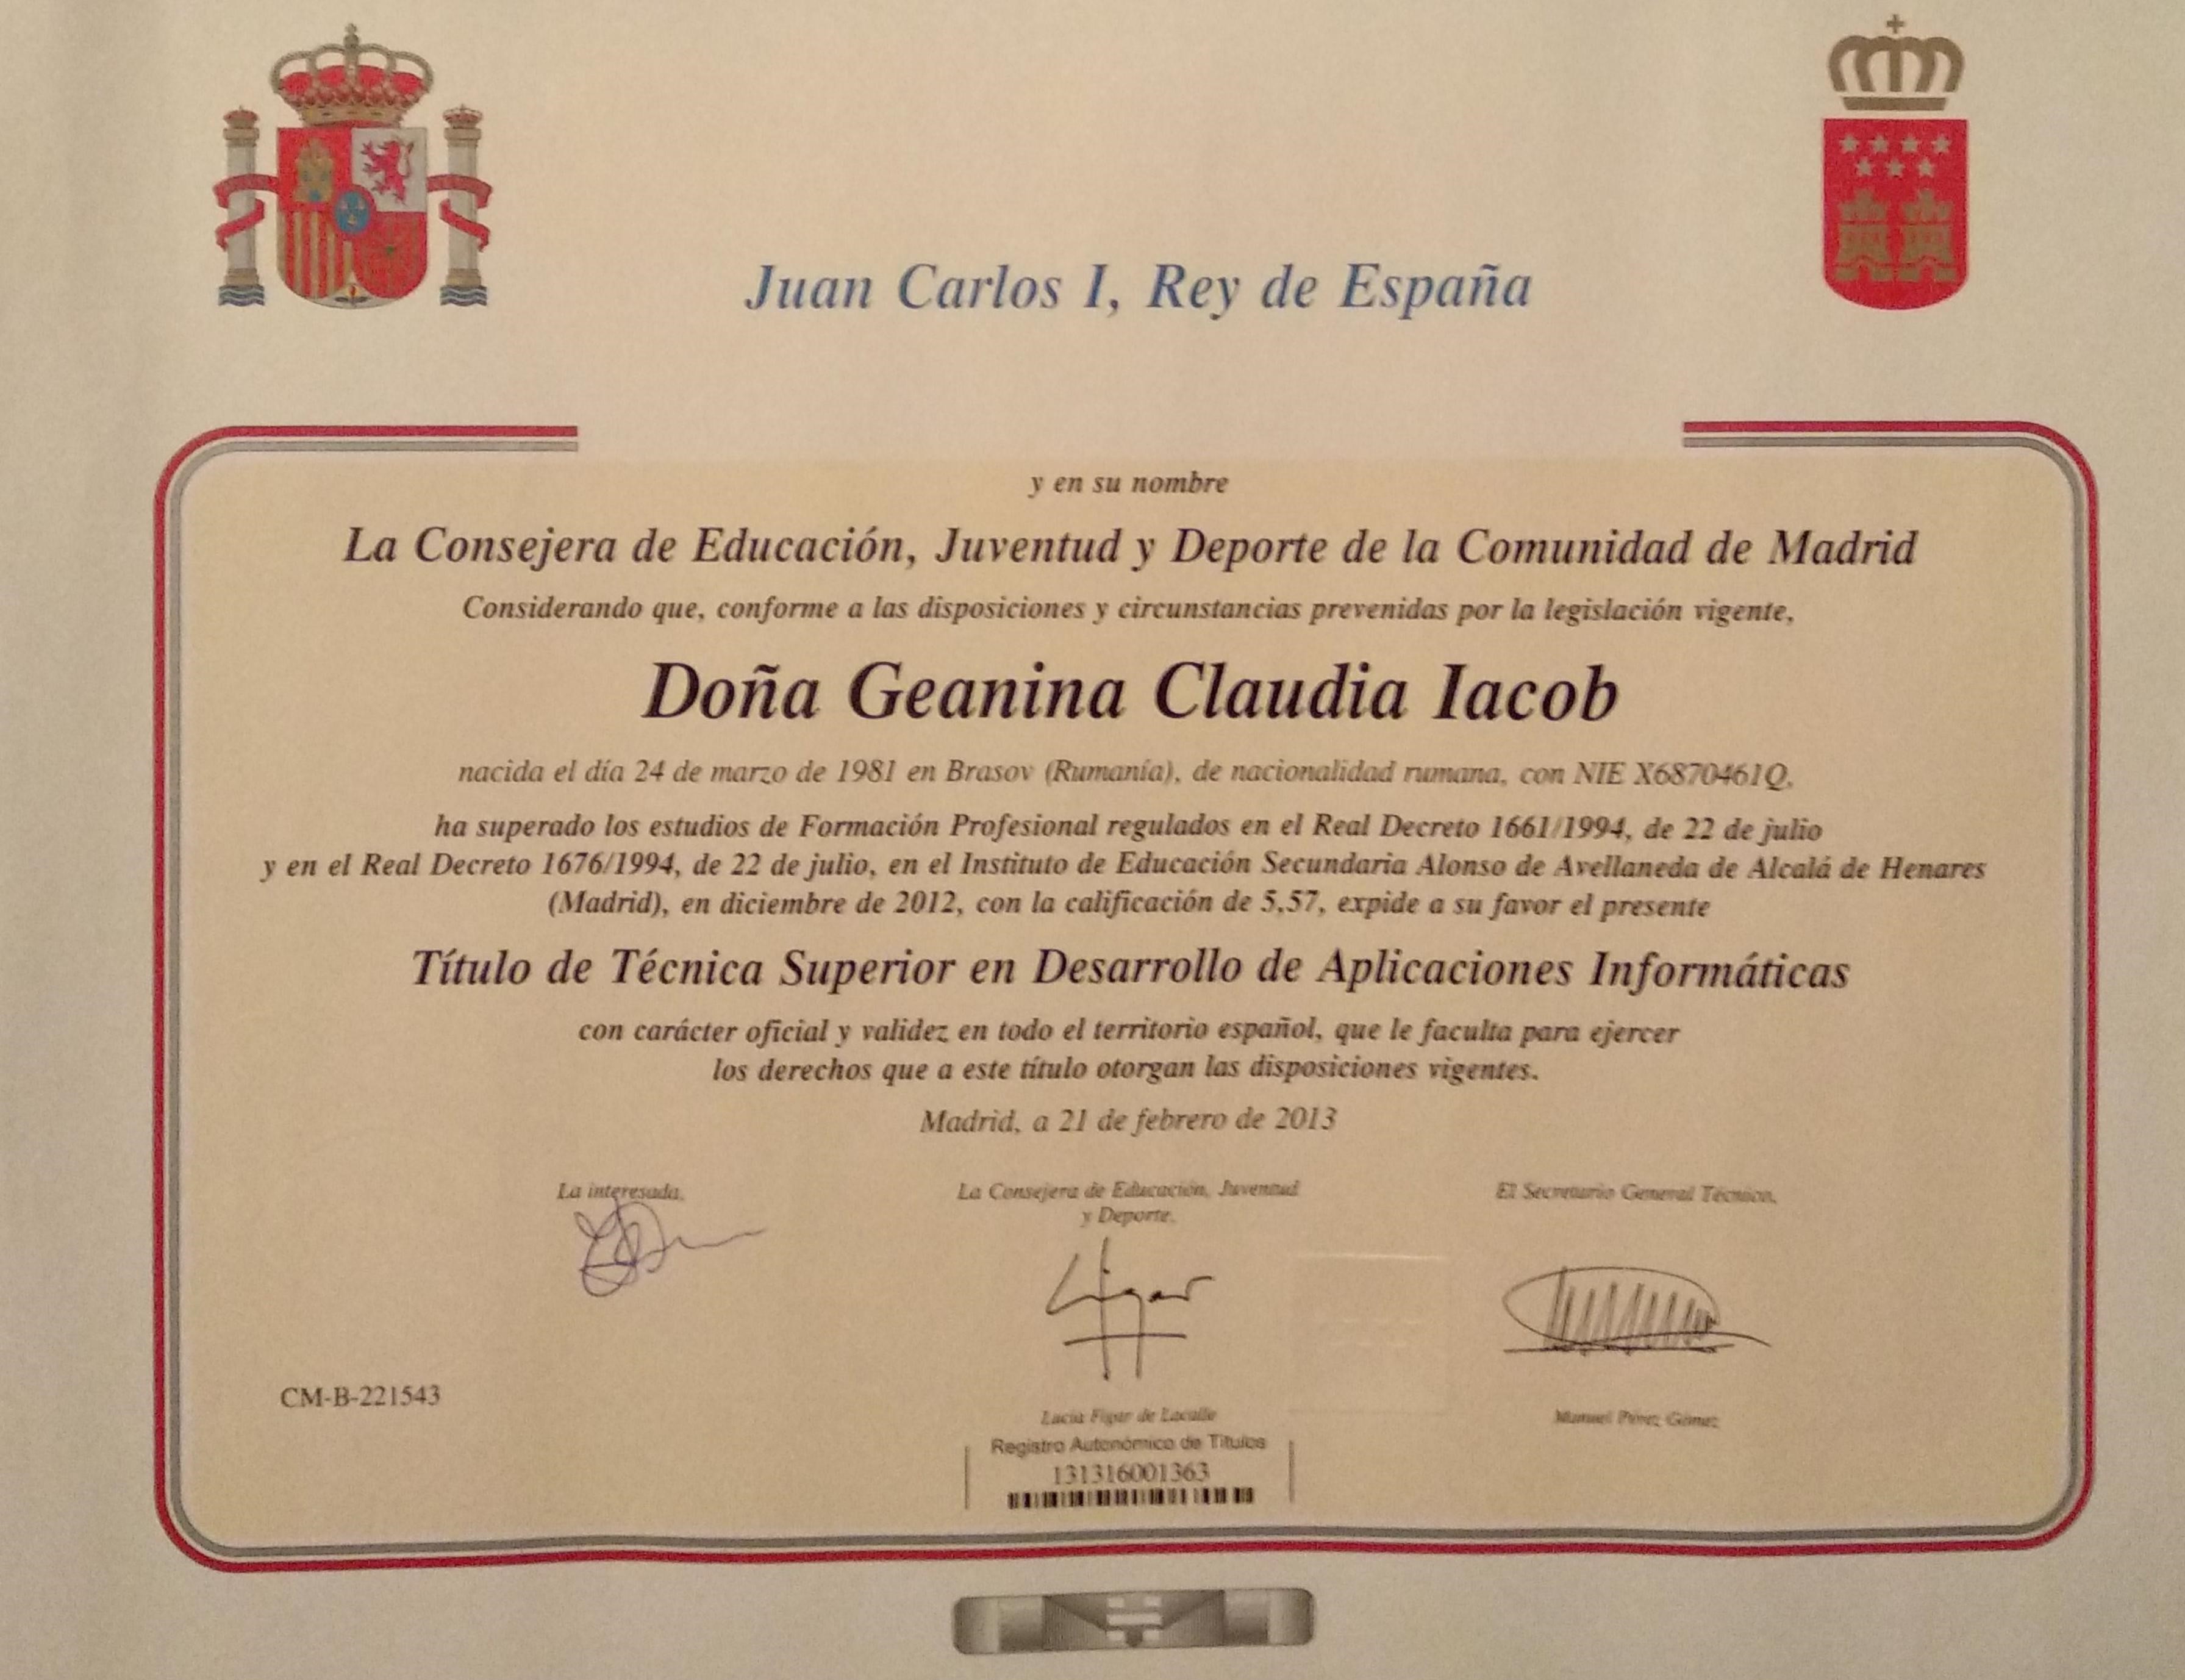 Juan Carlos I, Rey de España
y en su nombre
La Consejera de Educación, Juventud y Deporte de la Comunidad de Madrid
Considerando que, conforme a las disposiciones y circunstancias prevenidas por la legislación vigente,
Doña Geanina Claudia Iacob
nacida el día 24 de marzo de 1981 en Brasov (Rumanía), de nacionalidad rumana, con NIE X6870461Q,
ha superado los estudios de Formación Profesional regulados en el Real Decreto 1661/1994, de 22 de julio
y en el Real Decreto 1676/1994, de 22 de julio, en el Instituto de Educación Secundaria Alonso de Avellaneda de Alcalá de Henares
(Madrid), en diciembre de 2012, con la calificación de 5,57, expide a su favor el presente
Título de Técnica Superior en Desarrollo de Aplicaciones Informáticas
con carácter oficial y validez en todo el territorio español, que le faculta para ejercer
los derechos que a este título otorgan las disposiciones vigentes.
Madrid, a 21 de febrero de 2013
La interesada,
La Consejera de Educación, Juventud
y Deporte,
El Secretario General Técnico,
Figar
CM-B-221543
Lucía Figar de Lacalle
Manuel Pérez Gómez
Registro Autonómico de Títulos
131316001363